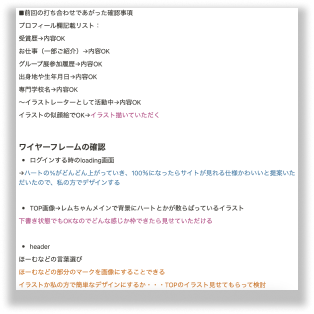 ■前回の打ち合わせであがった確認事項
プロフィール欄記載リスト：
受賞歴→内容OK
お仕事（一部ご紹介）→内容OK
グループ展参加履歴→内容OK
出身地や生年月日→内容OK
専門学校名→内容OK
〜イラストレーターとして活動中→内容OK
イラストの似顔絵でOK→イラスト描いていただく
ワイヤーフレームの確認
• ログインする時のloading画面
→ハートの%がどんどん上がっていき、100%になったらサイトが見れる仕様かわいいと提案いた
だいたので、私の方でデザインする
• TOP画像→レムちゃんメインで背景にハートとかが散らばっているイラスト
下書き状態でもOKなのでどんな感じか枠できたら見せていただける
• header
ほーむなどの言葉選び
ほーむなどの部分のマークを画像にすることできる
イラストか私の方で簡単なデザインにするか・・・TOPのイラスト見せてもらって検討